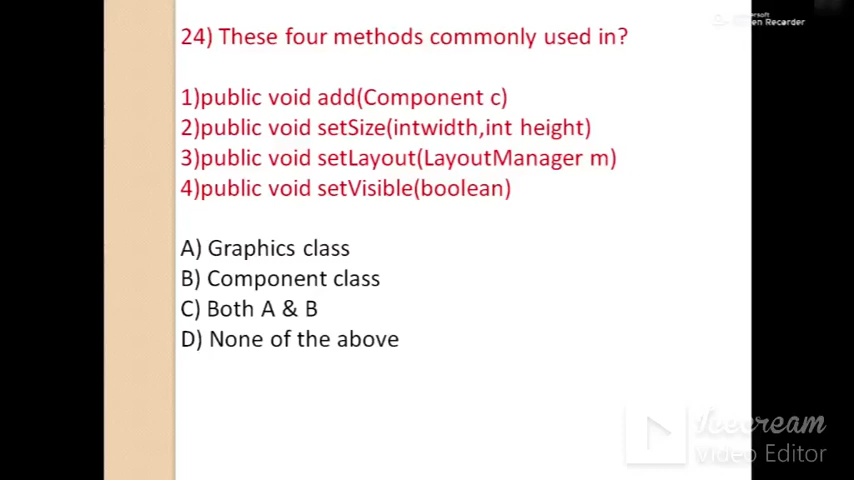 24) These four methods commonly used in?
1)public void add(Component c)
2)public void setSize(intwidth,int height)
3)public void setLayout(LayoutManager m)
4)public void setVisible(boolean)
A) Graphics class
B) Component class
C) Both A & B
D) None of the above
Recorder
Icecream
Video Editor